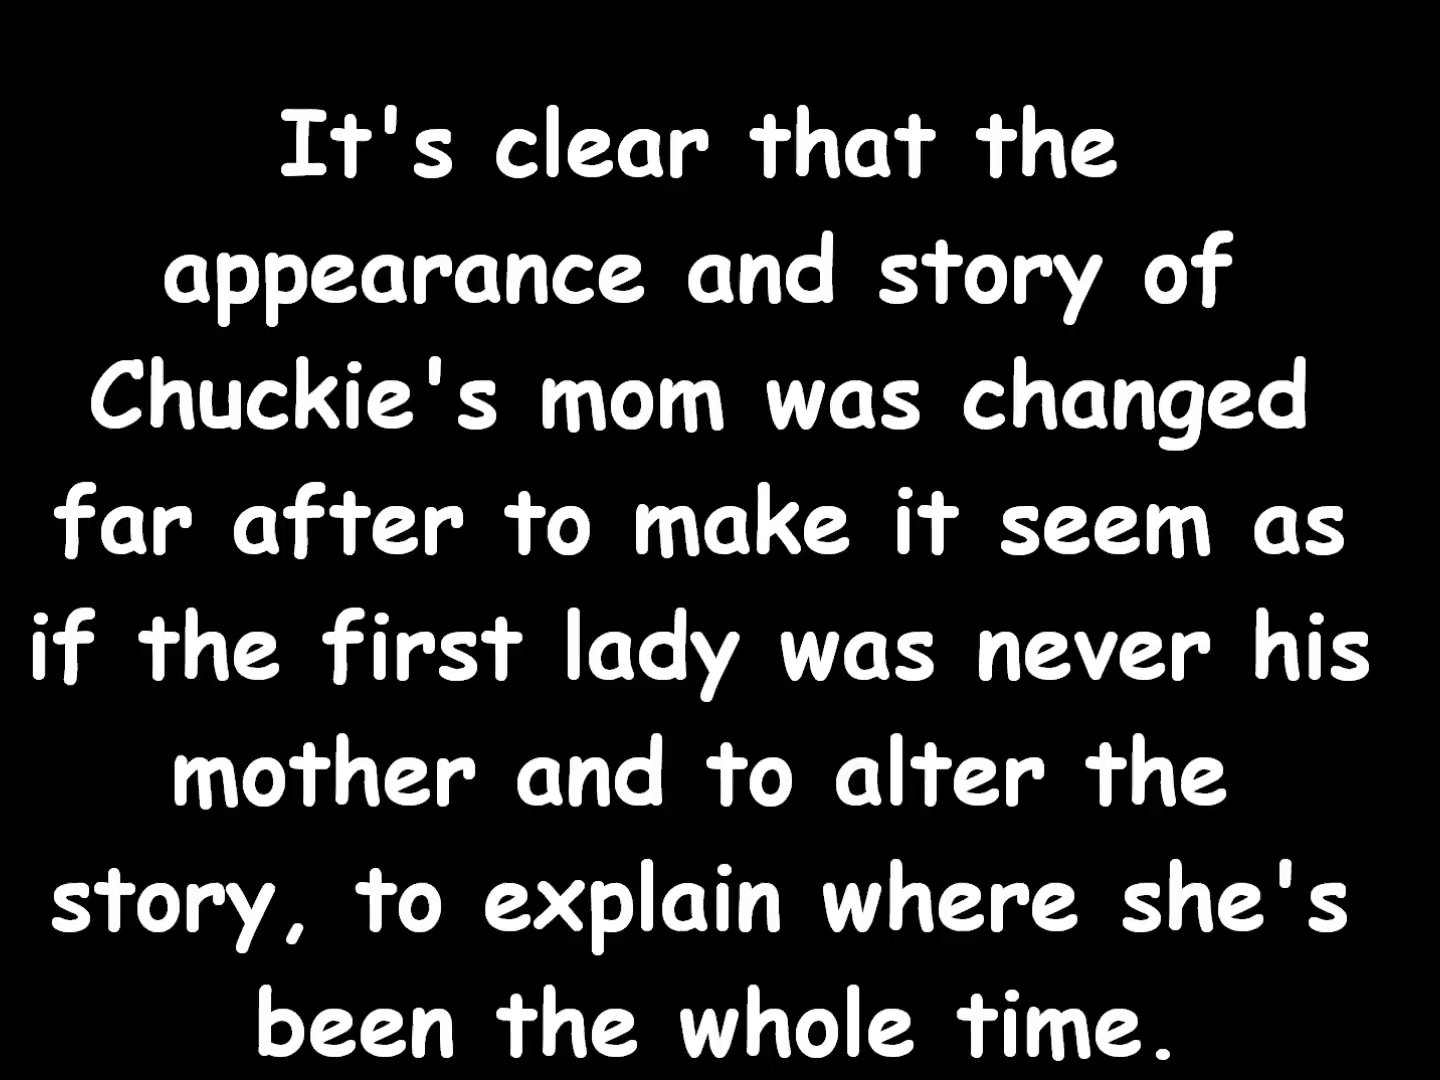 It's clear that the
appearance and story of
Chuckie's mom was changed
far after to make it seem as
if the first lady was never his
mother and to alter the
story, to explain where she's
been the whole time.